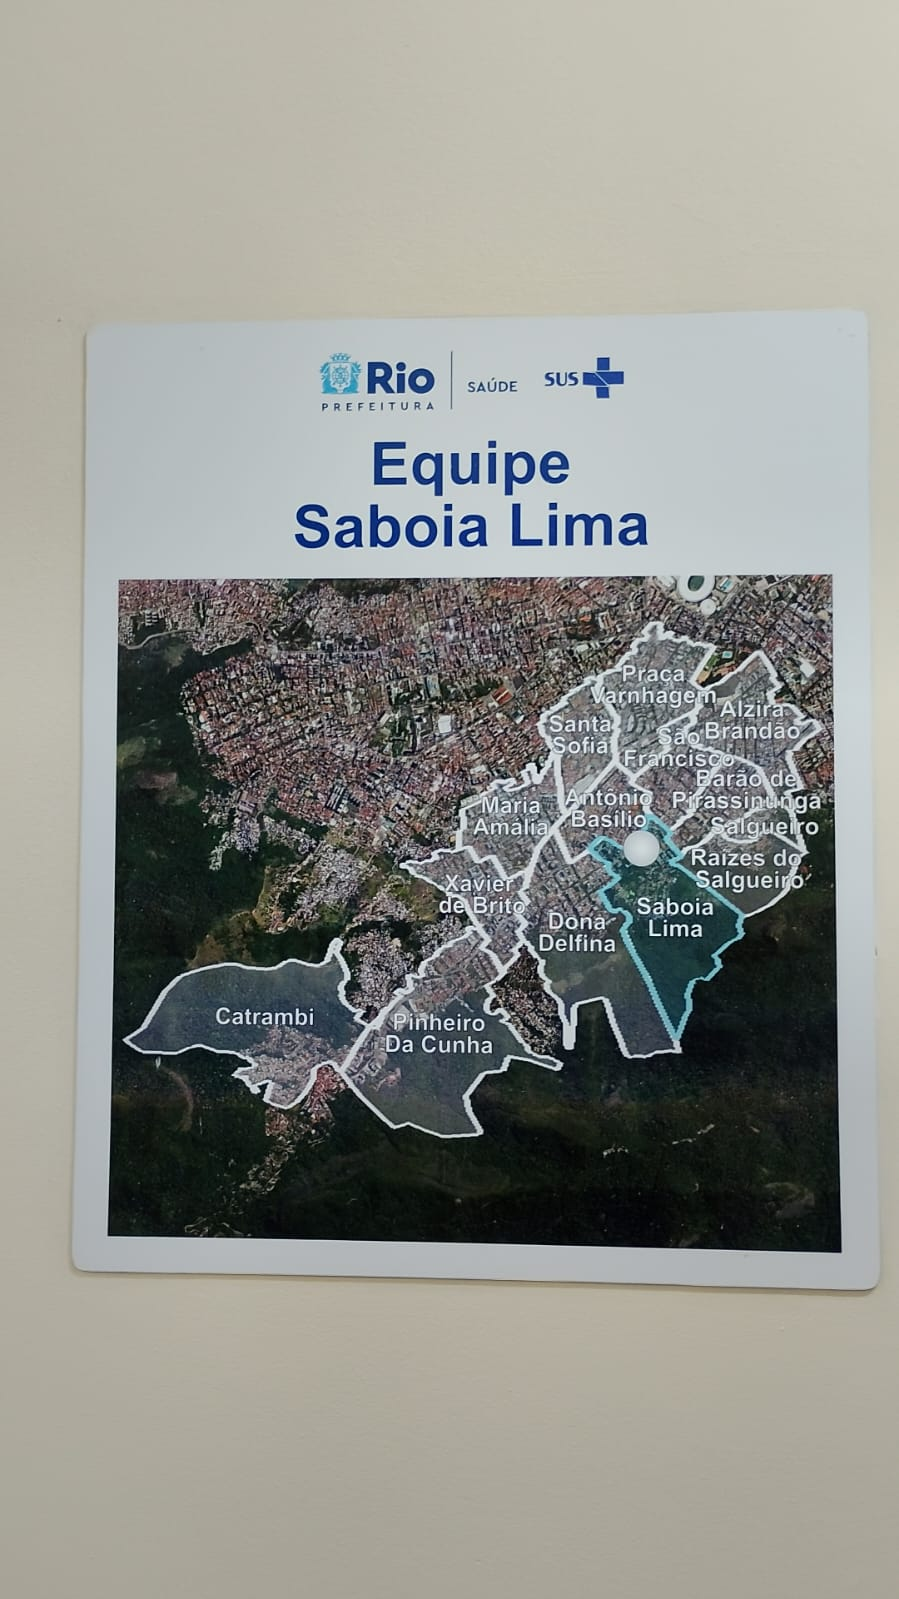 Rio
PREFEITURA
SAÚDE
SUS
Equipe
Saboia Lima
Praça
Varnhagem
Alzira
Brandão
Santa
Sofia
São
Francisco
Barão de
Pirassinunga
Maria
Amália
Antônio
Basílio
Salgueiro
Raízes do
Salgueiro
Xavier
de Brito
Saboia
Lima
Dona
Delfina
Catrambi
Pinheiro
Da Cunha